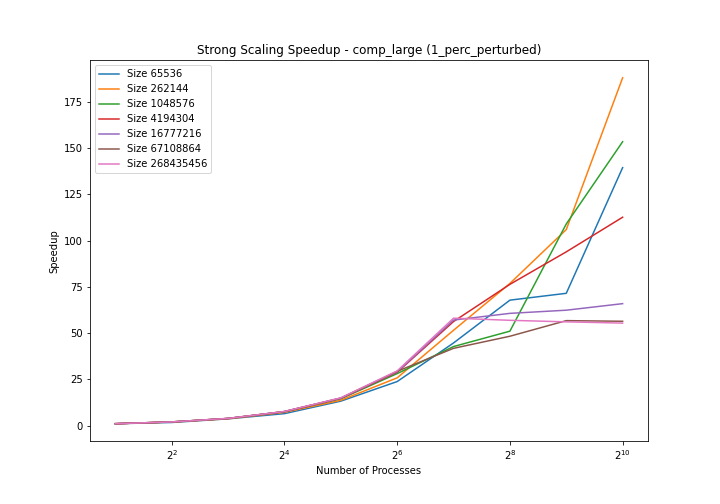 Strong Scaling Speedup - comp_large (1_perc_perturbed)
Size 65536
Size 262144
Size 1048576
Size 4194304
Size 16777216
Size 67108864
Size 268435456
175
150
125
100
75
50
25
0
Speedup
2² 2⁴ 2⁶ 2⁸ 2¹⁰
Number of Processes